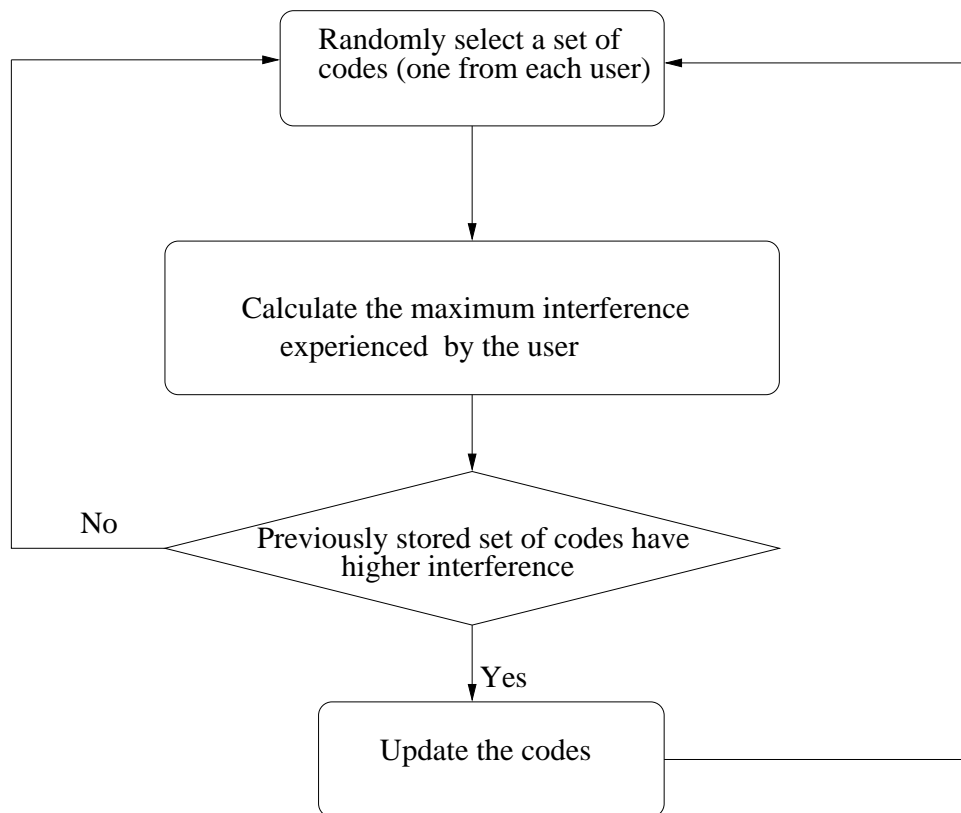 Randomly select a set of
codes (one from each user)
Calculate the maximum interference
experienced by the user
No
Previously stored set of codes have
higher interference
Yes
Update the codes